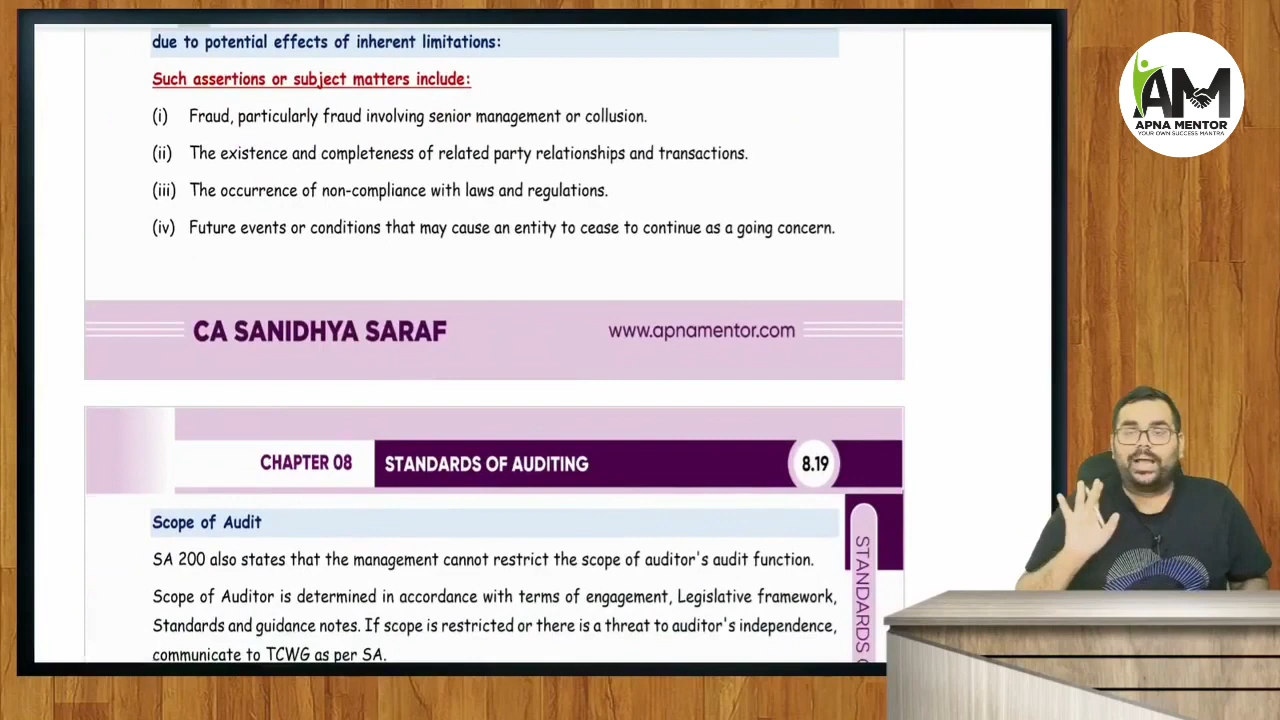 due to potential effects of inherent limitations:
Such assertions or subject matters include:
(i) Fraud, particularly fraud involving senior management or collusion.
(ii) The existence and completeness of related party relationships and transactions.
(iii) The occurrence of non-compliance with laws and regulations.
(iv) Future events or conditions that may cause an entity to cease to continue as a going concern.
CA SANIDHYA SARAF
www.apnamentor.com
CHAPTER 08
STANDARDS OF AUDITING
8.19
Scope of Audit
SA 200 also states that the management cannot restrict the scope of auditor's audit function.
Scope of Auditor is determined in accordance with terms of engagement, Legislative framework,
Standards and guidance notes. If scope is restricted or there is a threat to auditor's independence,
communicate to TCWG as per SA.
STANDARDS
AM
APNA MENTOR
YOUR OWN SUCCESS MANTRA